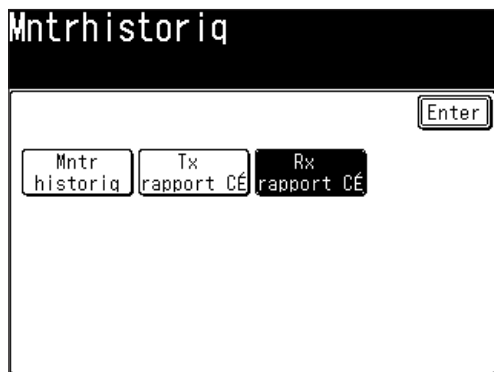 Mntrhistoriq
Enter
Mntr
historiq
Tx
rapport CÉ
Rx
rapport CÉ